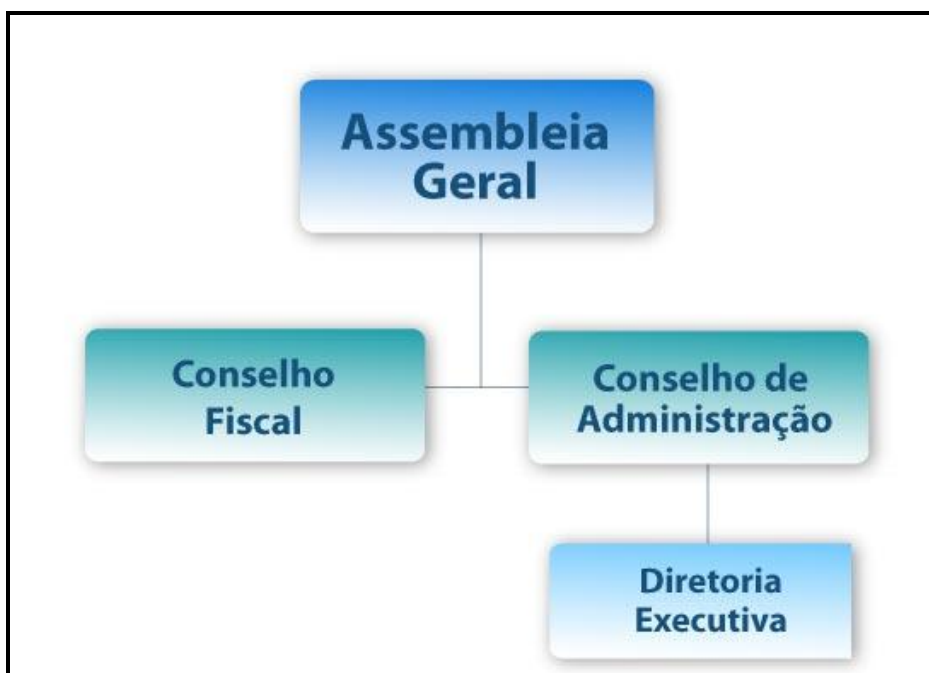 Assembleia
Geral
Conselho
Fiscal
Conselho de
Administração
Diretoria
Executiva